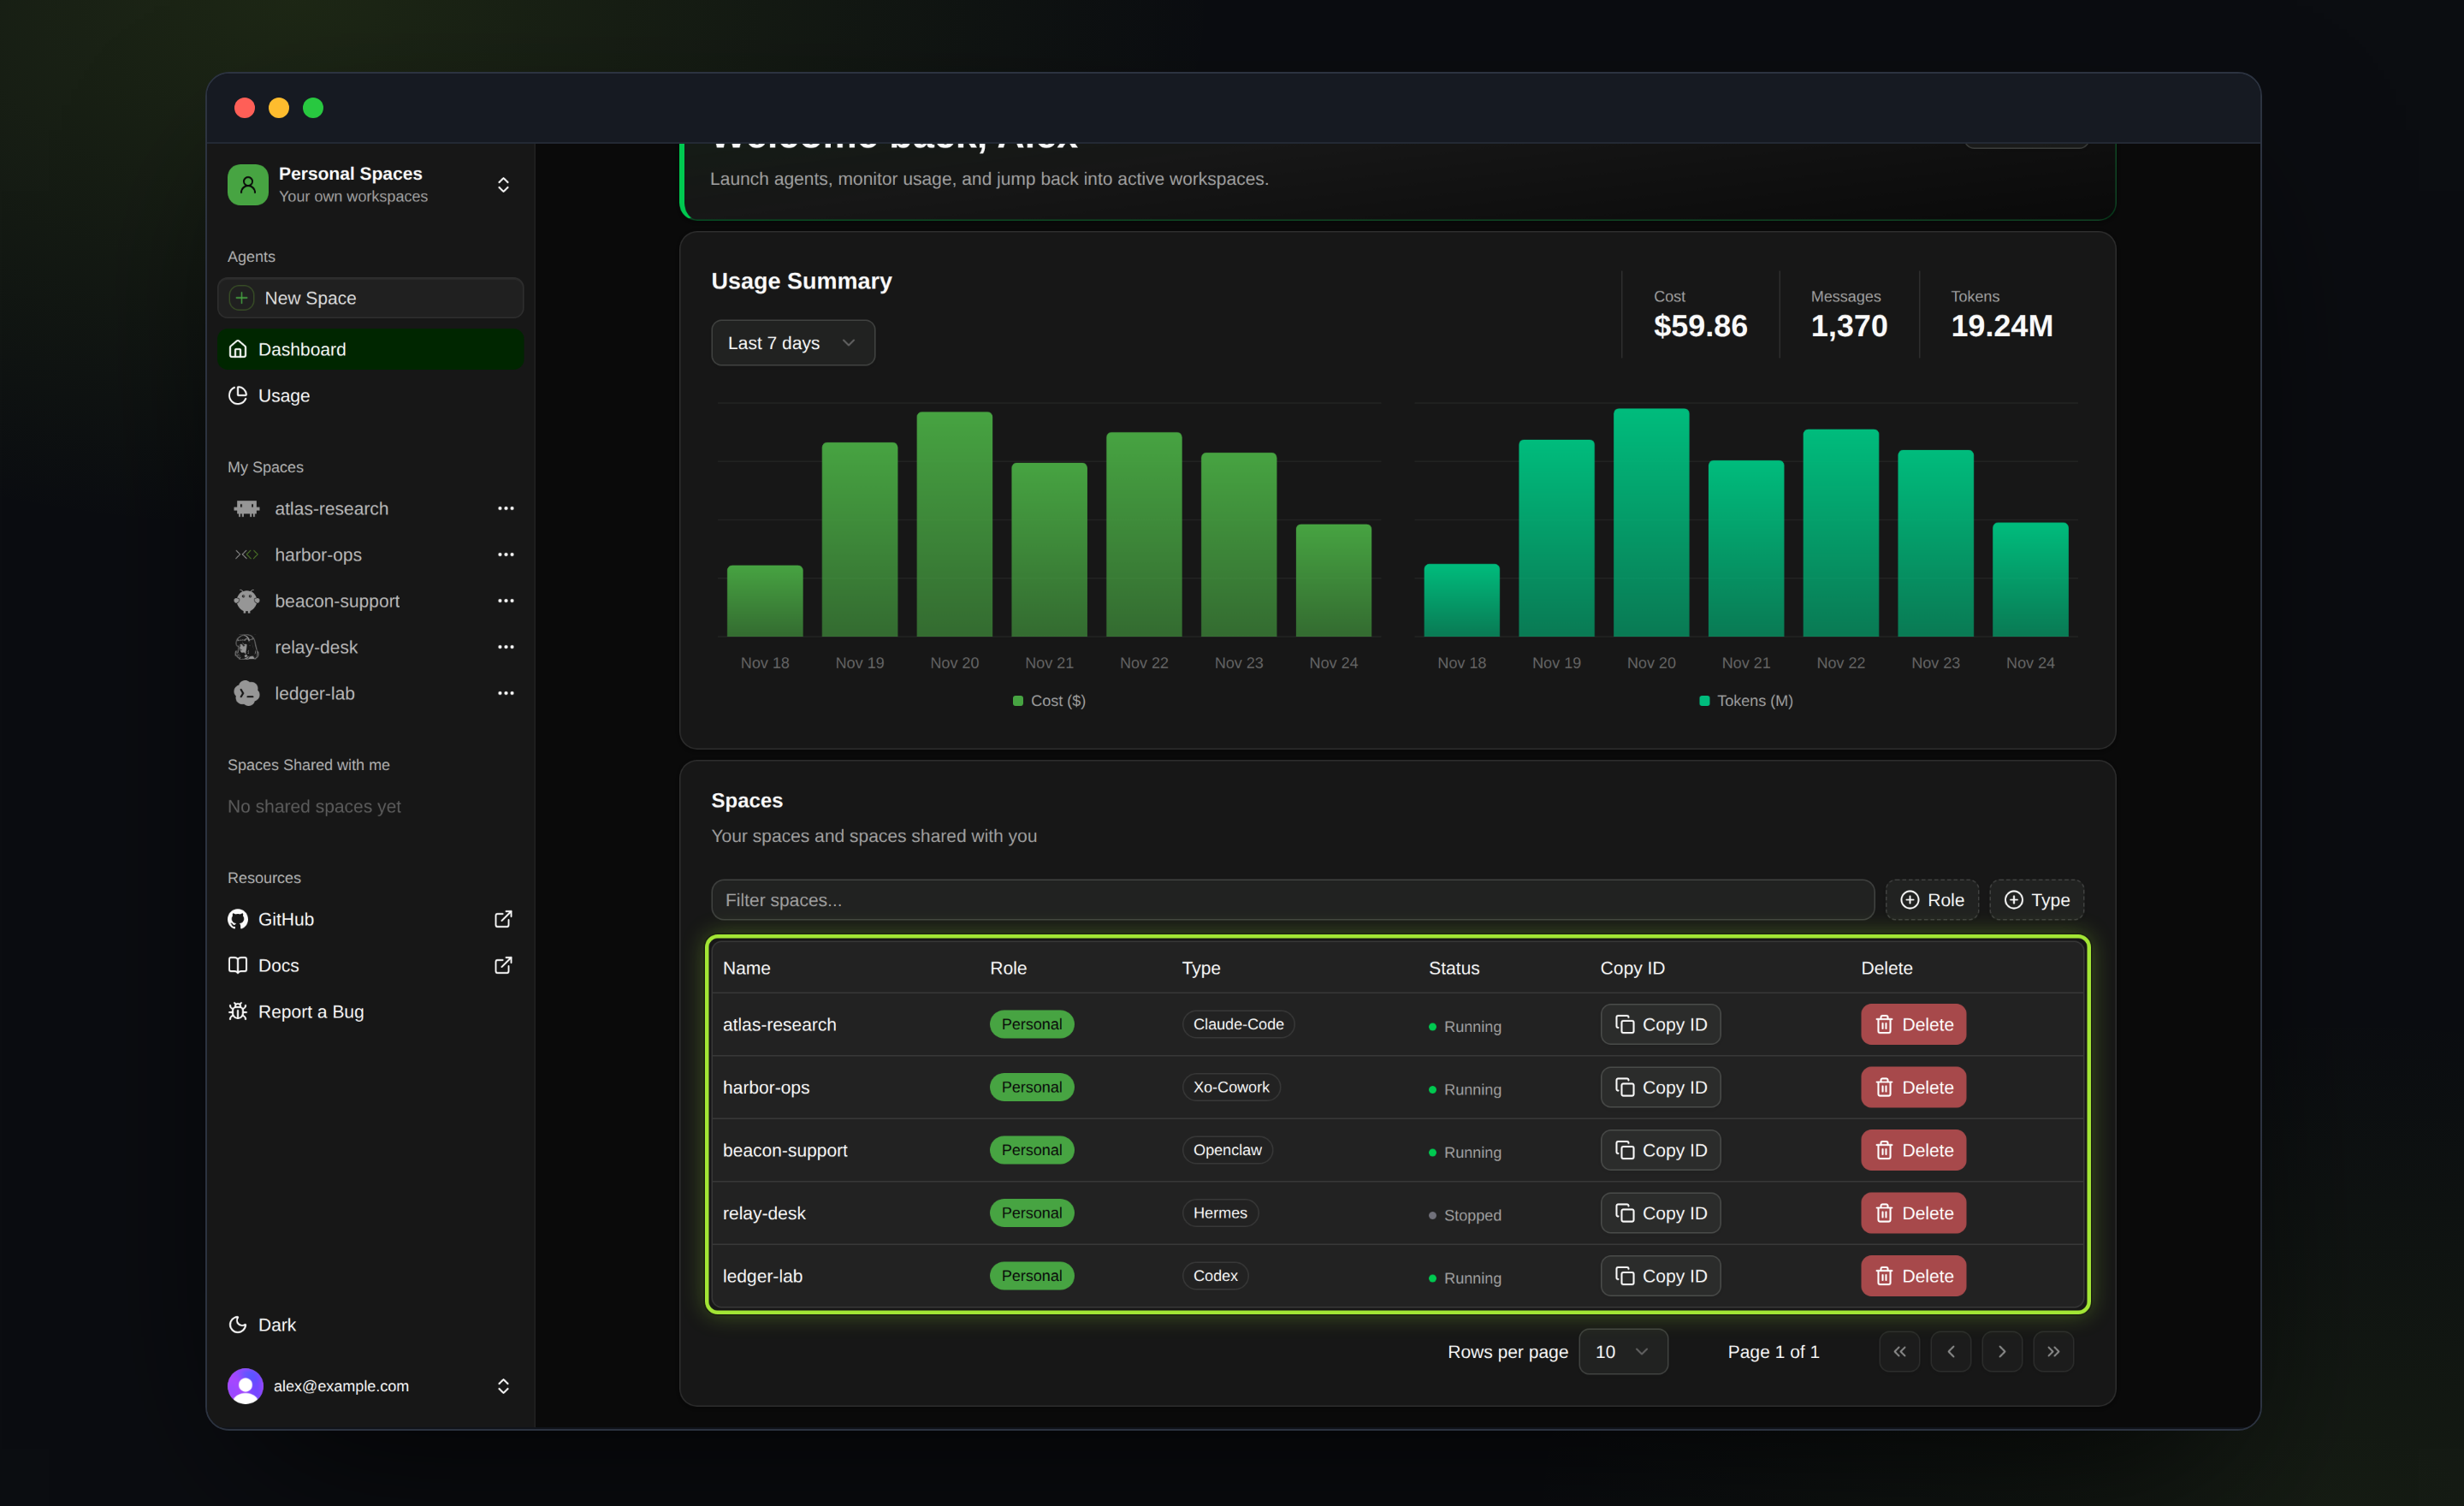 Welcome back, Alex
Launch agents, monitor usage, and jump back into active workspaces.
Personal Spaces
Your own workspaces
Agents
New Space
Dashboard
Usage
My Spaces
atlas-research
harbor-ops
beacon-support
relay-desk
ledger-lab
Spaces Shared with me
No shared spaces yet
Resources
GitHub
Docs
Report a Bug
Dark
alex@example.com
Usage Summary
Last 7 days
Cost
$59.86
Messages
1,370
Tokens
19.24M
Nov 18 Nov 19 Nov 20 Nov 21 Nov 22 Nov 23 Nov 24
Cost ($)
Nov 18 Nov 19 Nov 20 Nov 21 Nov 22 Nov 23 Nov 24
Tokens (M)
Spaces
Your spaces and spaces shared with you
Filter spaces... Role Type
Name Role Type Status Copy ID Delete
atlas-research Personal Claude-Code Running Copy ID Delete
harbor-ops Personal Xo-Cowork Running Copy ID Delete
beacon-support Personal Openclaw Running Copy ID Delete
relay-desk Personal Hermes Stopped Copy ID Delete
ledger-lab Personal Codex Running Copy ID Delete
Rows per page 10 Page 1 of 1